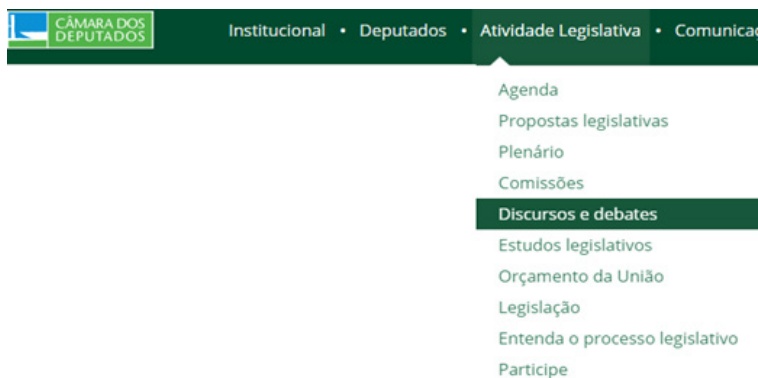 CÂMARA DOS
DEPUTADOS
Institucional • Deputados • Atividade Legislativa •
Agenda
Propostas legislativas
Plenário
Comissões
Discursos e debates
Estudos legislativos
Orçamento da União
Legislação
Entenda o processo legislativo
Participe